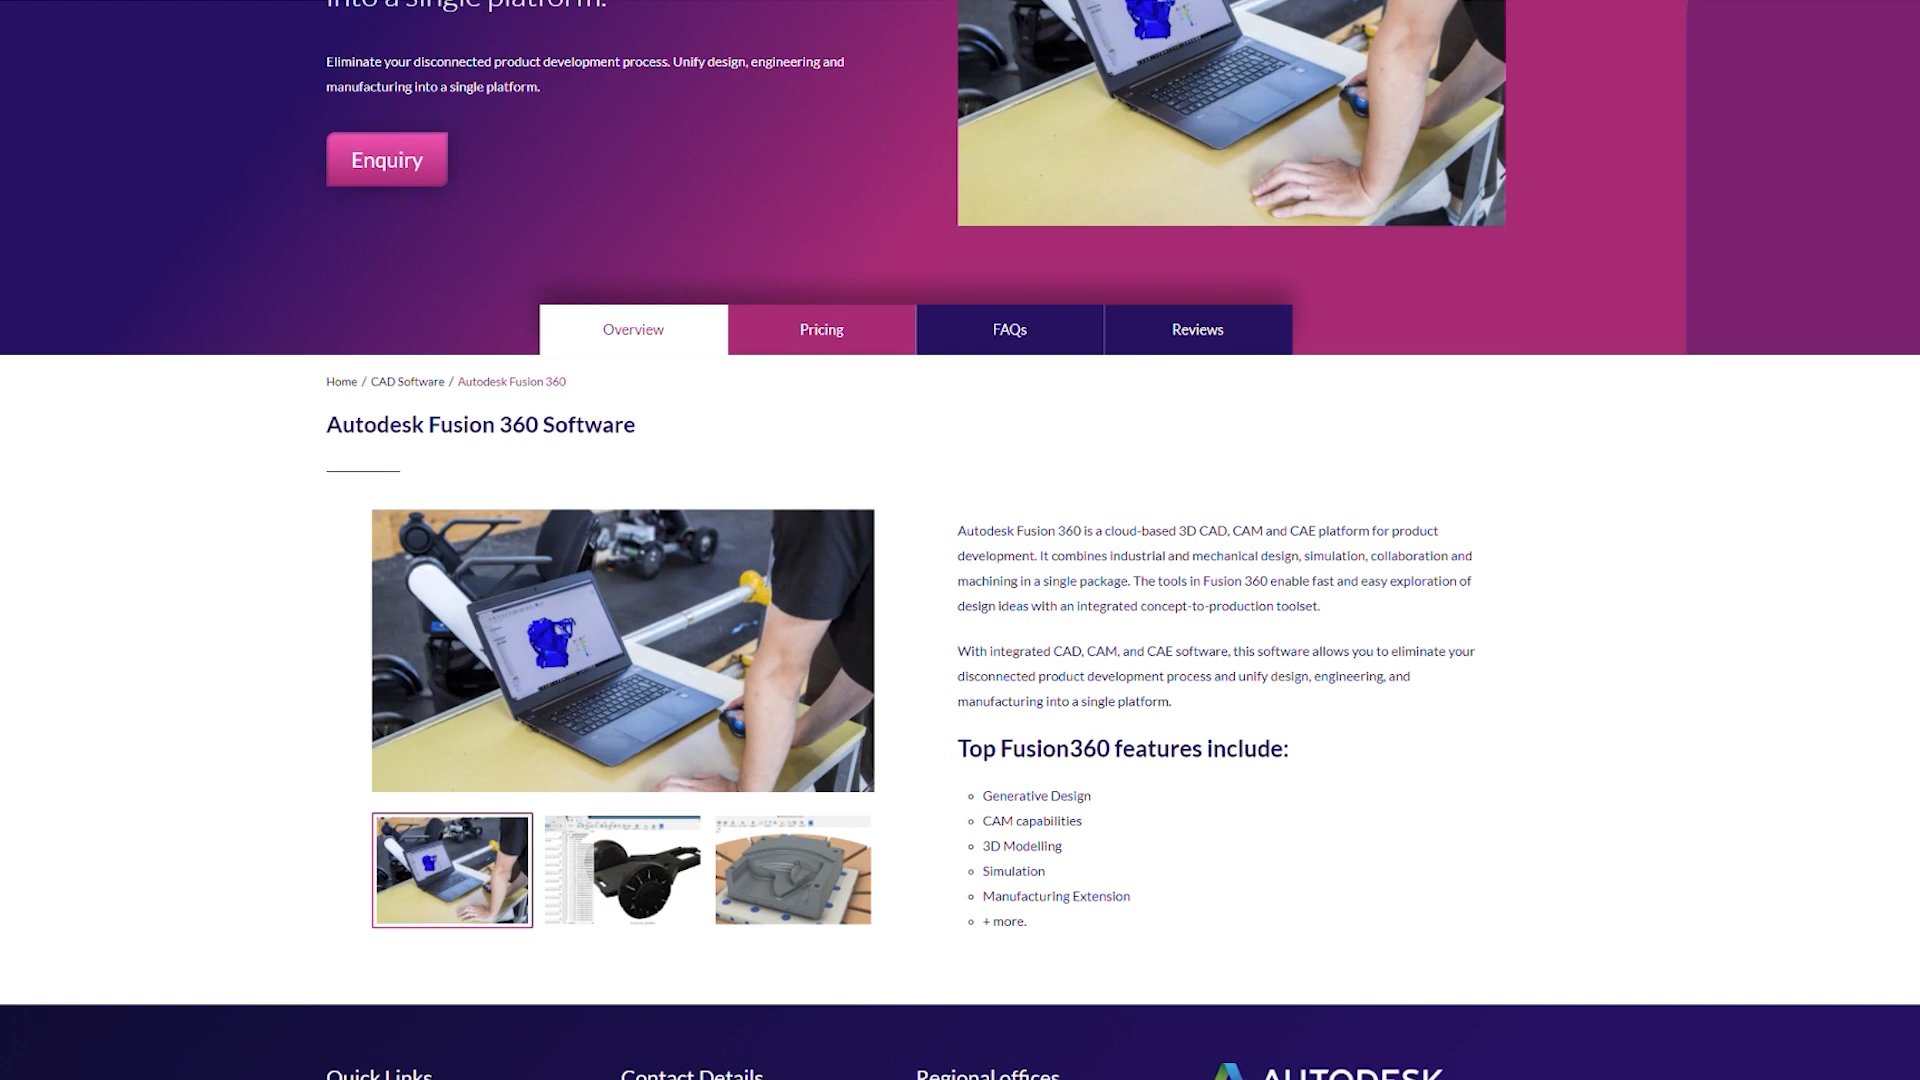 into a single platform.
Eliminate your disconnected product development process. Unify design, engineering and
manufacturing into a single platform.
Enquiry
Overview
Pricing
FAQs
Reviews
Home / CAD Software / Autodesk Fusion 360
Autodesk Fusion 360 Software
Autodesk Fusion 360 is a cloud-based 3D CAD, CAM and CAE platform for product
development. It combines industrial and mechanical design, simulation, collaboration and
machining in a single package. The tools in Fusion 360 enable fast and easy exploration of
design ideas with an integrated concept-to-production toolset.
With integrated CAD, CAM, and CAE software, this software allows you to eliminate your
disconnected product development process and unify design, engineering, and
manufacturing into a single platform.
Top Fusion360 features include:
Generative Design
CAM capabilities
3D Modelling
Simulation
Manufacturing Extension
+ more.
Quick Links
Contact Details
Regional offices
AUTODESK